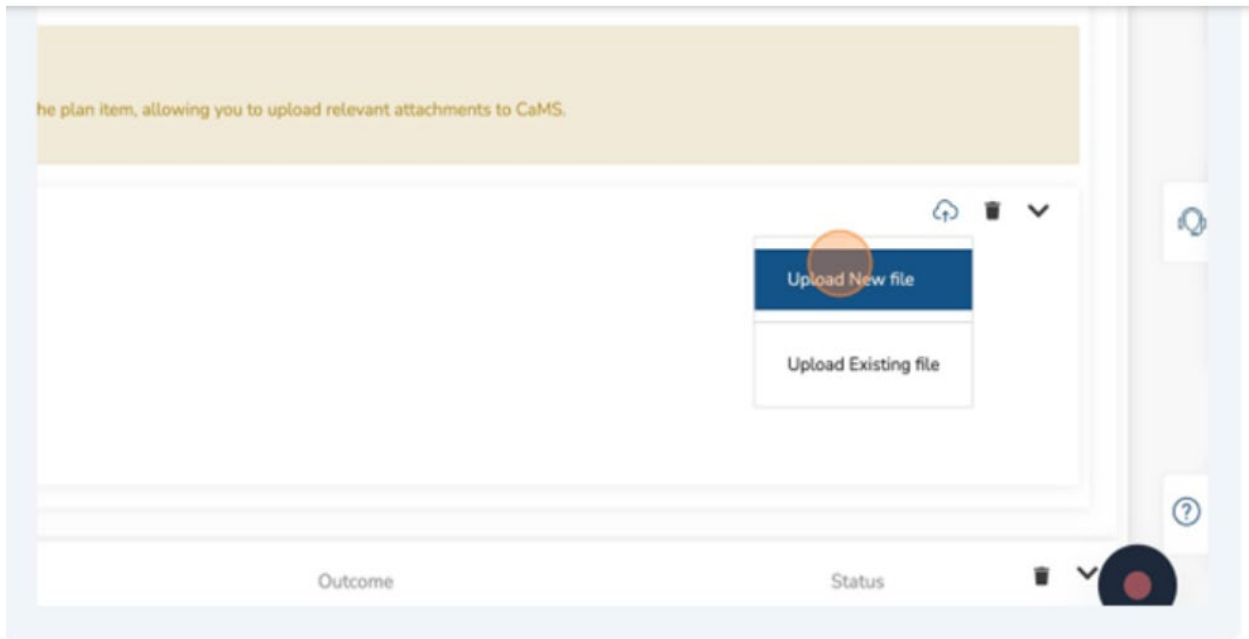 he plan item, allowing you to upload relevant attachments to CaMS.
Upload New file
Upload Existing file
Outcome Status